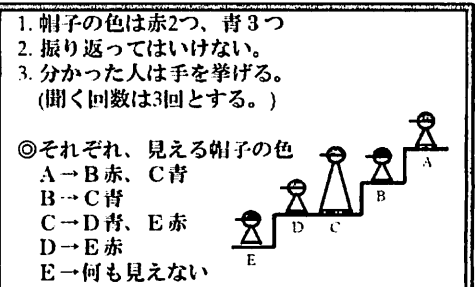 1. 帽子の色は赤2つ、青3つ
2. 振り返ってはいけない。
3. 分かった人は手を挙げる。
(聞く回数は3回とする。)
◎それぞれ、見える帽子の色
A→B赤、C青
B→C青
C→D青、E赤
D→E赤
E→何も見えない
A
B
C
D
E